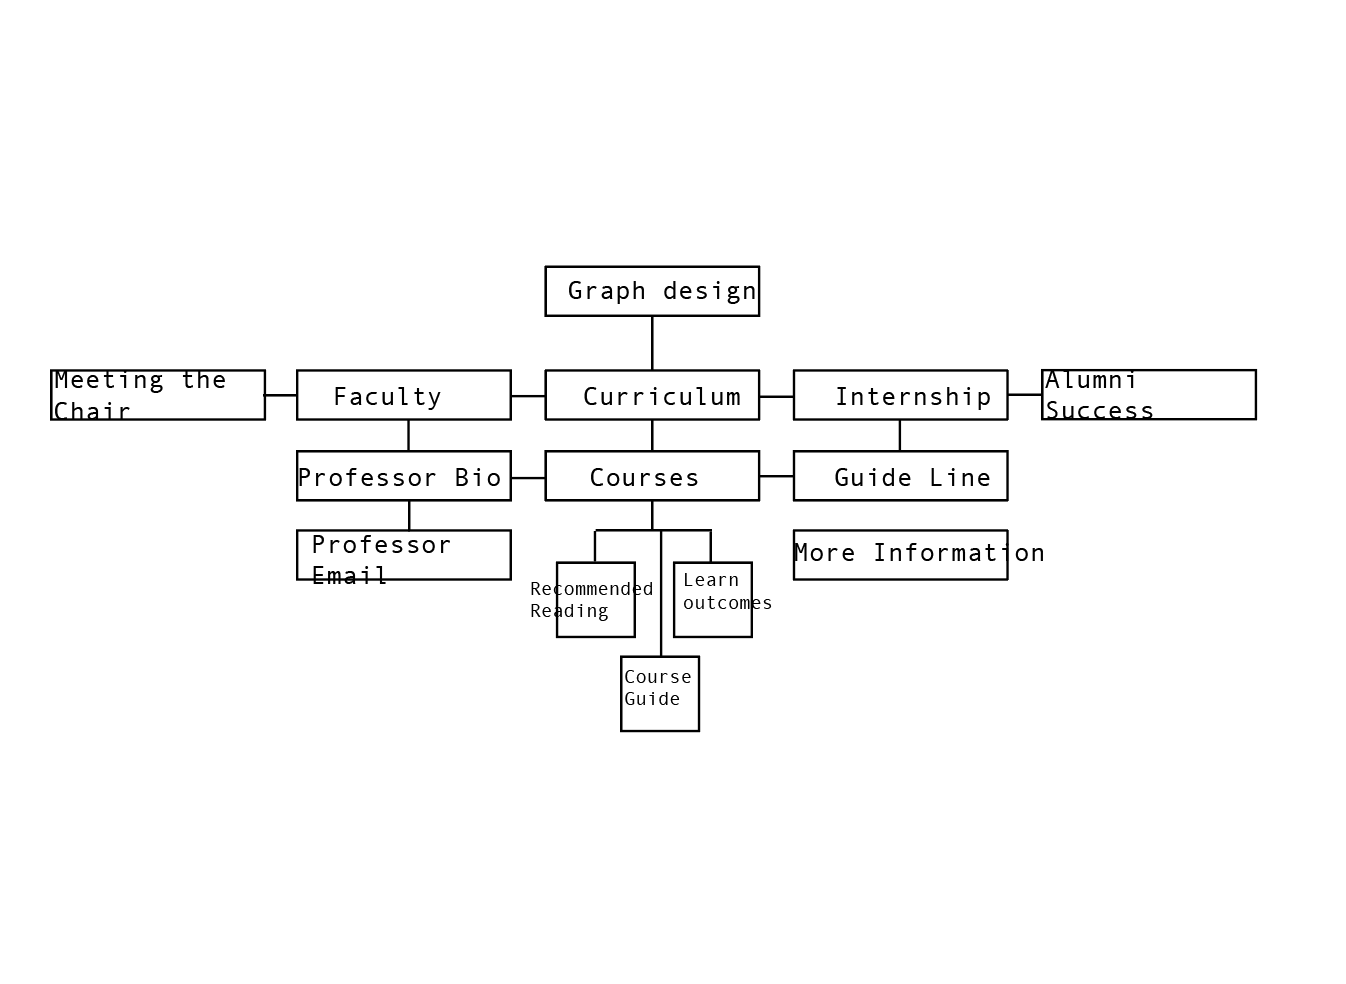 Graph design
Meeting the
Chair
Faculty
Curriculum
Internship
Alumni
Success
Professor Bio
Courses
Guide Line
Professor
Email
More Information
Recommended
Reading
Learn
outcomes
Course
Guide